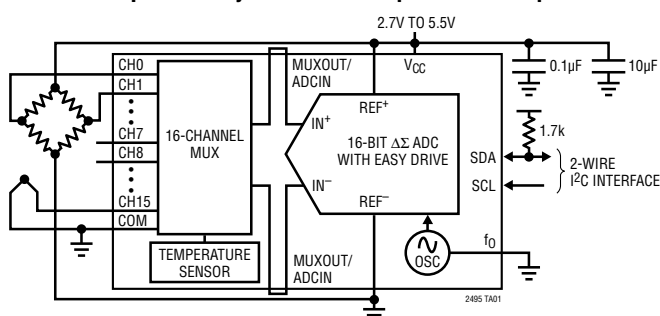 2.7V TO 5.5V
CH0
CH1
CH7
CH8
CH15
COM
16-CHANNEL
MUX
TEMPERATURE
SENSOR
MUXOUT/
ADCIN
IN+
IN–
MUXOUT/
ADCIN
VCC
REF+
16-BIT ΔΣ ADC
WITH EASY DRIVE
REF–
OSC
0.1µF
10µF
1.7k
SDA
SCL
2-WIRE
I2C INTERFACE
fO
2495 TA01